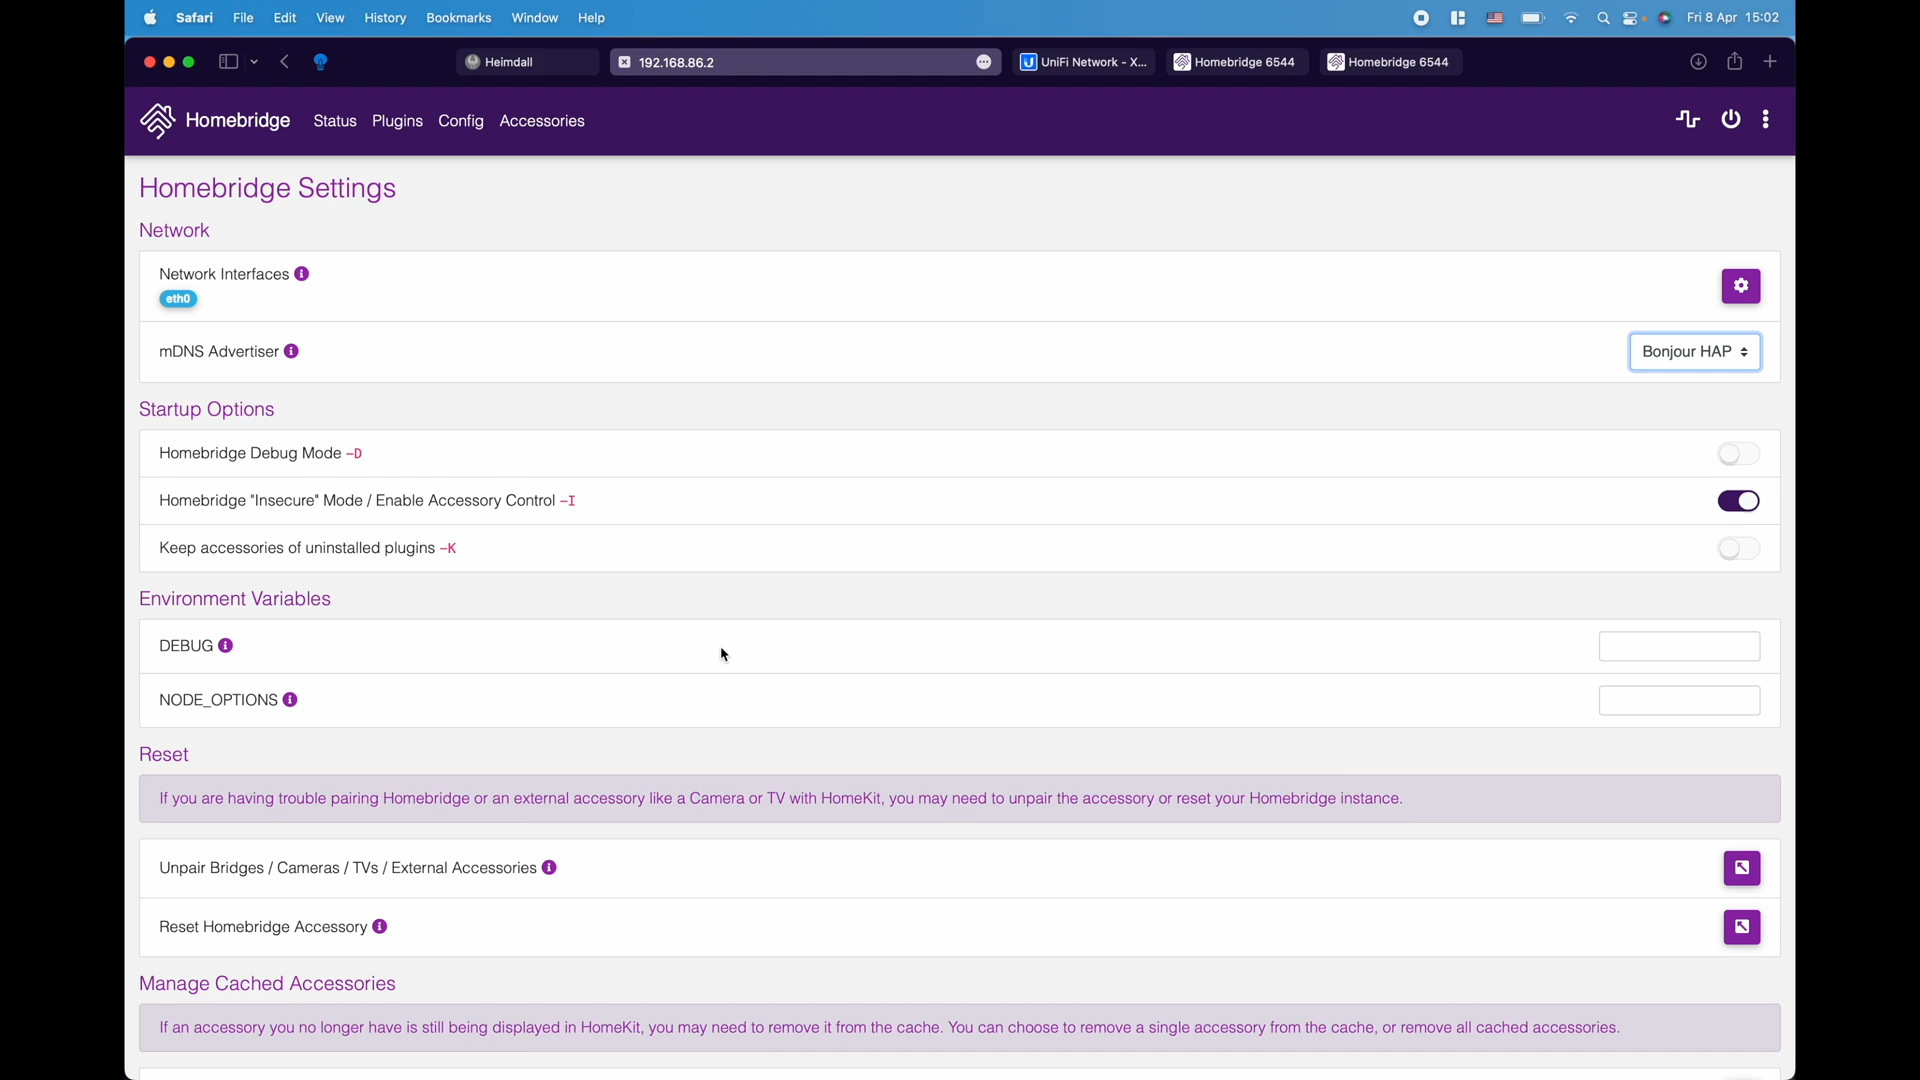 Safari File Edit View History Bookmarks Window Help Fri 8 Apr 15:02
Heimdall 192.168.86.2 UniFi Network - X... Homebridge 6544 Homebridge 6544
Homebridge Status Plugins Config Accessories
Homebridge Settings
Network
Network Interfaces
eth0
mDNS Advertiser Bonjour HAP
Startup Options
Homebridge Debug Mode -D
Homebridge "Insecure" Mode / Enable Accessory Control -I
Keep accessories of uninstalled plugins -K
Environment Variables
DEBUG
NODE_OPTIONS
Reset
If you are having trouble pairing Homebridge or an external accessory like a Camera or TV with HomeKit, you may need to unpair the accessory or reset your Homebridge instance.
Unpair Bridges / Cameras / TVs / External Accessories
Reset Homebridge Accessory
Manage Cached Accessories
If an accessory you no longer have is still being displayed in HomeKit, you may need to remove it from the cache. You can choose to remove a single accessory from the cache, or remove all cached accessories.